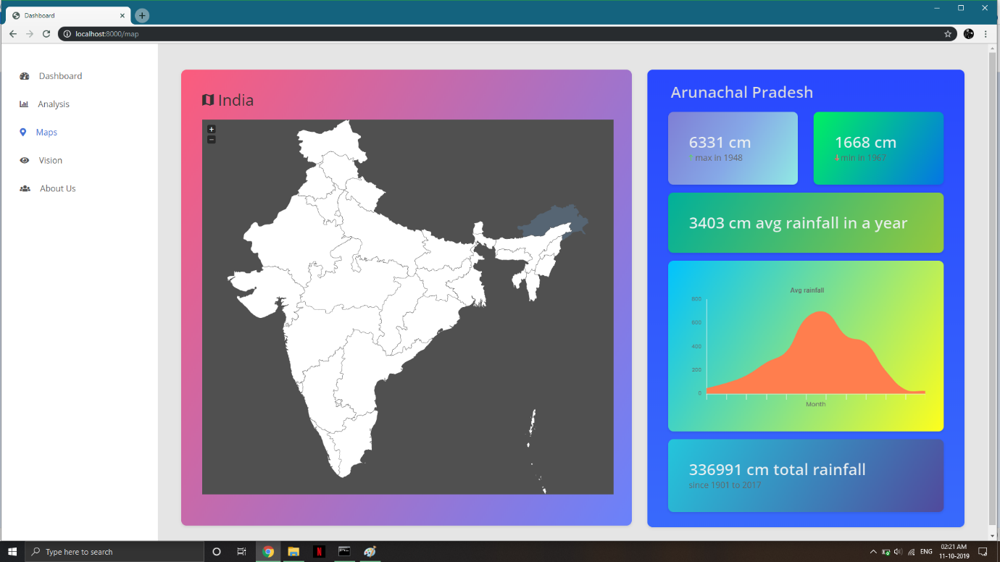 Dashboard
localhost:8000/map
Dashboard
Analysis
Maps
Vision
About Us
India
+
−
Arunachal Pradesh
6331 cm
↑ max in 1948
1668 cm
↓ min in 1967
3403 cm avg rainfall in a year
Avg rainfall
800
600
400
200
0
Month
336991 cm total rainfall
since 1901 to 2017
Type here to search
N
ENG
02:21 AM
11-10-2019